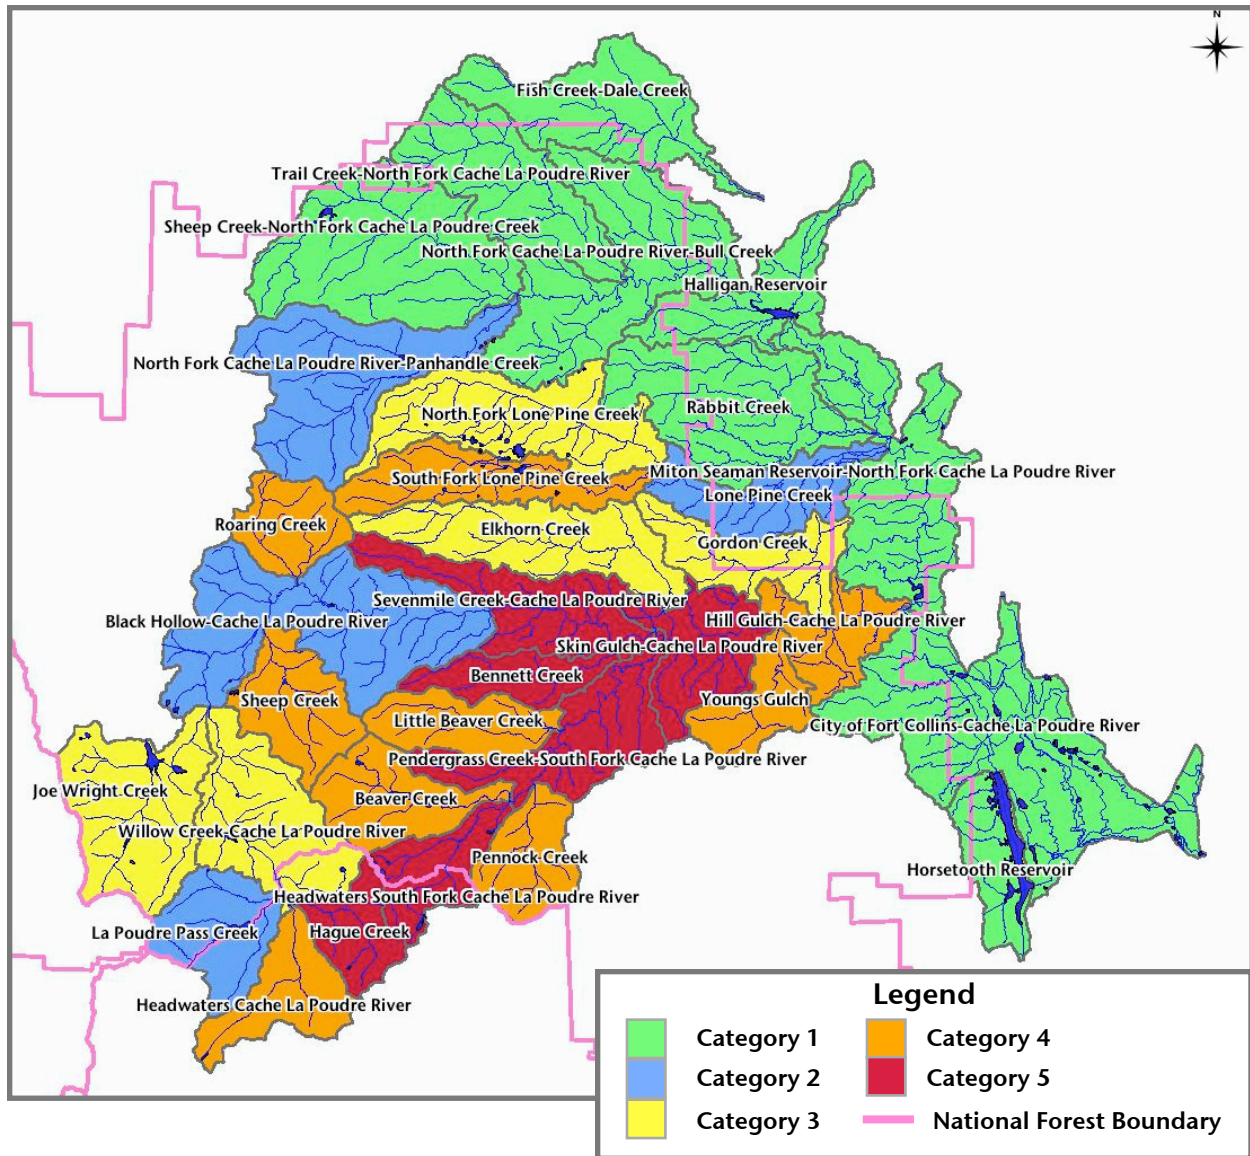 N
Fish Creek-Dale Creek
Trail Creek-North Fork Cache La Poudre River
Sheep Creek-North Fork Cache La Poudre Creek
North Fork Cache La Poudre River-Bull Creek
Halligan Reservoir
North Fork Cache La Poudre River-Panhandle Creek
Rabbit Creek
North Fork Lone Pine Creek
Miton Seaman Reservoir-North Fork Cache La Poudre River
South Fork Lone Pine Creek
Lone Pine Creek
Roaring Creek
Elkhorn Creek
Gordon Creek
Sevenmile Creek-Cache La Poudre River
Black Hollow-Cache La Poudre River
Hill Gulch-Cache La Poudre River
Skin Gulch-Cache La Poudre River
Bennett Creek
Sheep Creek
Youngs Gulch
Little Beaver Creek
City of Fort Collins-Cache La Poudre River
Pendergrass Creek-South Fork Cache La Poudre River
Joe Wright Creek
Beaver Creek
Willow Creek-Cache La Poudre River
Pennock Creek
Horsetooth Reservoir
Headwaters South Fork Cache La Poudre River
La Poudre Pass Creek
Hague Creek
Headwaters Cache La Poudre River
Legend
Category 1
Category 4
Category 2
Category 5
Category 3
National Forest Boundary